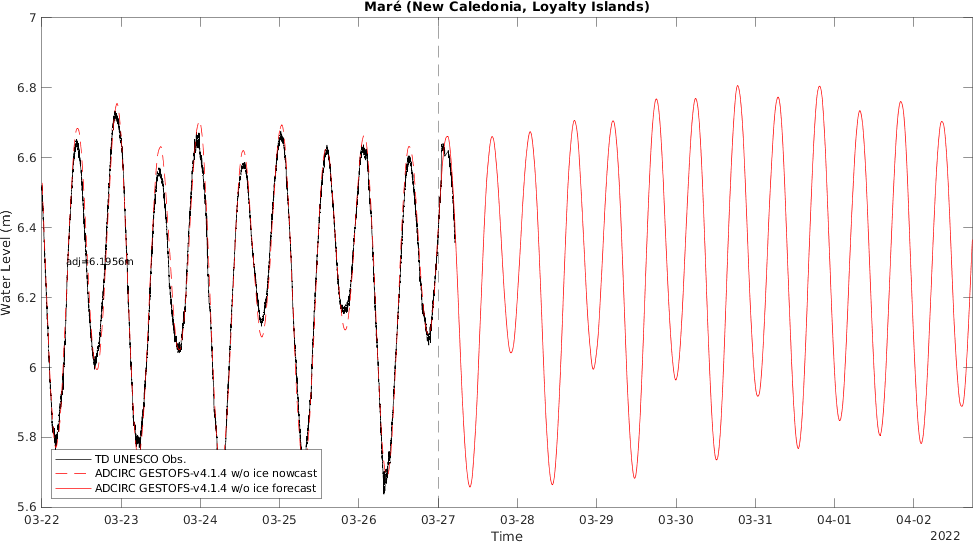 Maré (New Caledonia, Loyalty Islands)
Water Level (m)
7
6.8
6.6
6.4
6.2
6
5.8
5.6
adj=6.1956m
TD UNESCO Obs.
ADCIRC GESTOFS-v4.1.4 w/o ice nowcast
ADCIRC GESTOFS-v4.1.4 w/o ice forecast
03-22 03-23 03-24 03-25 03-26 03-27 03-28 03-29 03-30 03-31 04-01 04-02
Time
2022